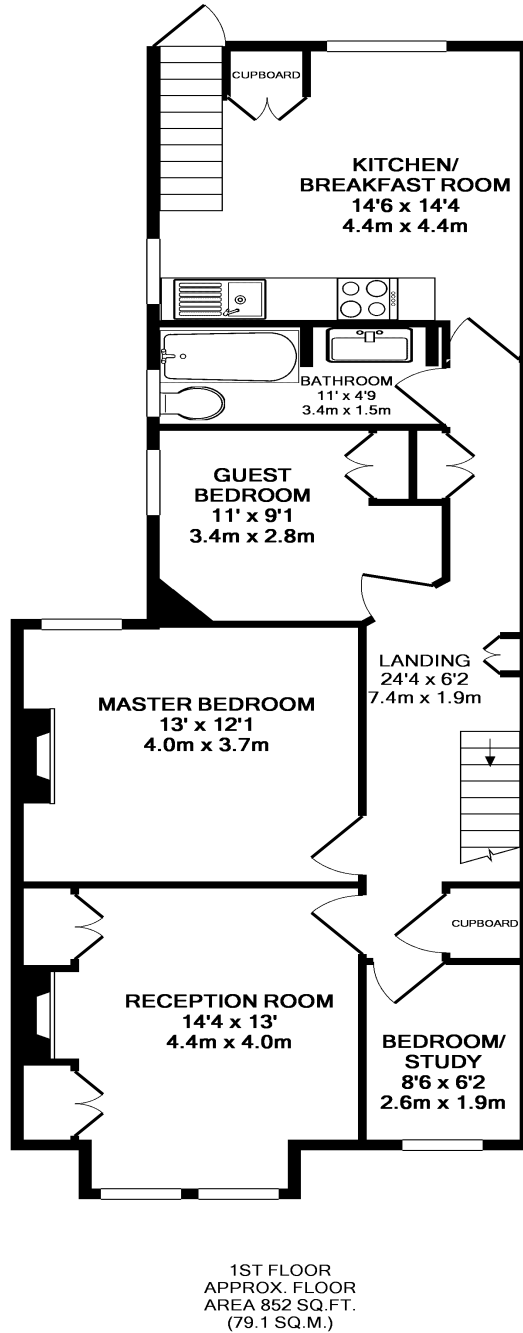 CUPBOARD
KITCHEN/
BREAKFAST ROOM
14'6 x 14'4
4.4m x 4.4m
BATHROOM
11' x 4'9
3.4m x 1.5m
GUEST
BEDROOM
11' x 9'1
3.4m x 2.8m
LANDING
24'4 x 6'2
7.4m x 1.9m
MASTER BEDROOM
13' x 12'1
4.0m x 3.7m
CUPBOARD
RECEPTION ROOM
14'4 x 13'
4.4m x 4.0m
BEDROOM/
STUDY
8'6 x 6'2
2.6m x 1.9m
1ST FLOOR
APPROX. FLOOR
AREA 852 SQ.FT.
(79.1 SQ.M.)